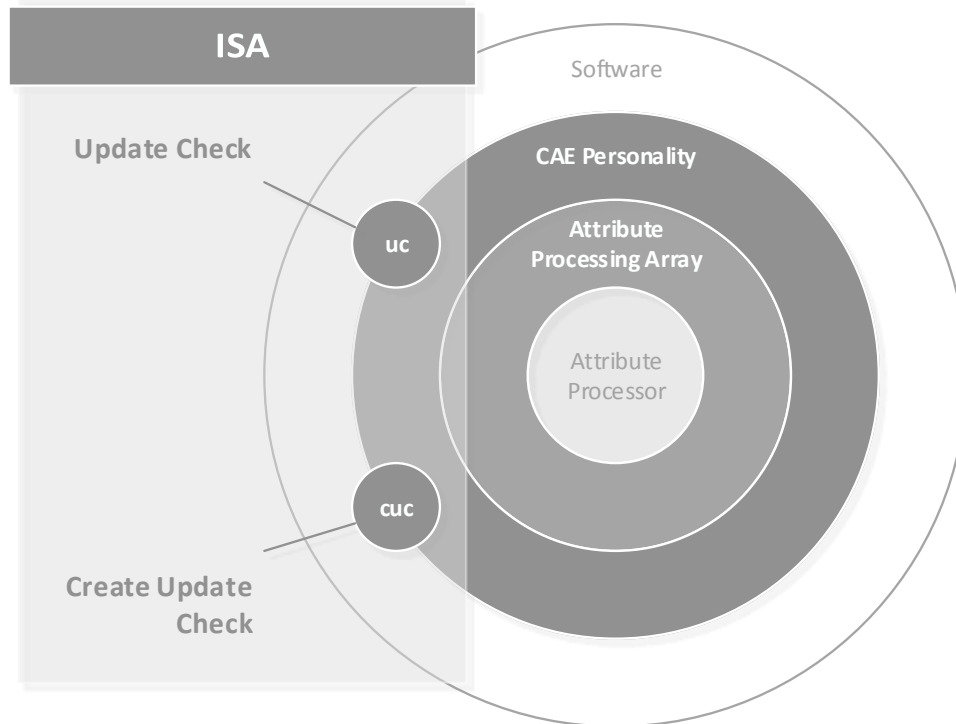 ISA
Software
Update Check
CAE Personality
uc
Attribute
Processing Array
Attribute
Processor
cuc
Create Update
Check